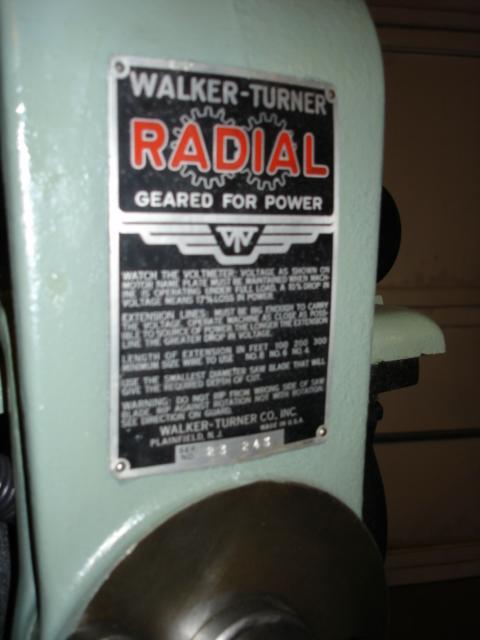 WALKER-TURNER
RADIAL
GEARED FOR POWER
WT
WATCH THE VOLTMETER: VOLTAGE AS SHOWN ON
MOTOR NAME PLATE MUST BE MAINTAINED WHEN MACH-
INE IS OPERATING UNDER FULL LOAD. A 10% DROP IN
VOLTAGE MEANS 17% LOSS IN POWER.
EXTENSION LINES: MUST BE BIG ENOUGH TO CARRY
THE VOLTAGE. OPERATE MACHINE AS CLOSE AS POSS-
IBLE TO SOURCE OF POWER. THE LONGER THE EXTENSION
LINE THE GREATER DROP IN VOLTAGE.
LENGTH OF EXTENSION IN FEET 100 200 300
MINIMUM SIZE WIRE TO USE NO.8 NO.6 NO.4
USE THE SMALLEST DIAMETER SAW BLADE THAT WILL
GIVE THE REQUIRED DEPTH OF CUT.
WARNING: DO NOT RIP FROM WRONG SIDE OF SAW
BLADE. RIP AGAINST ROTATION NOT WITH ROTATION.
SEE DIRECTION ON GUARD.
WALKER-TURNER CO. INC.
PLAINFIELD, N. J. MADE IN U.S.A.
SER. NO. 23 243